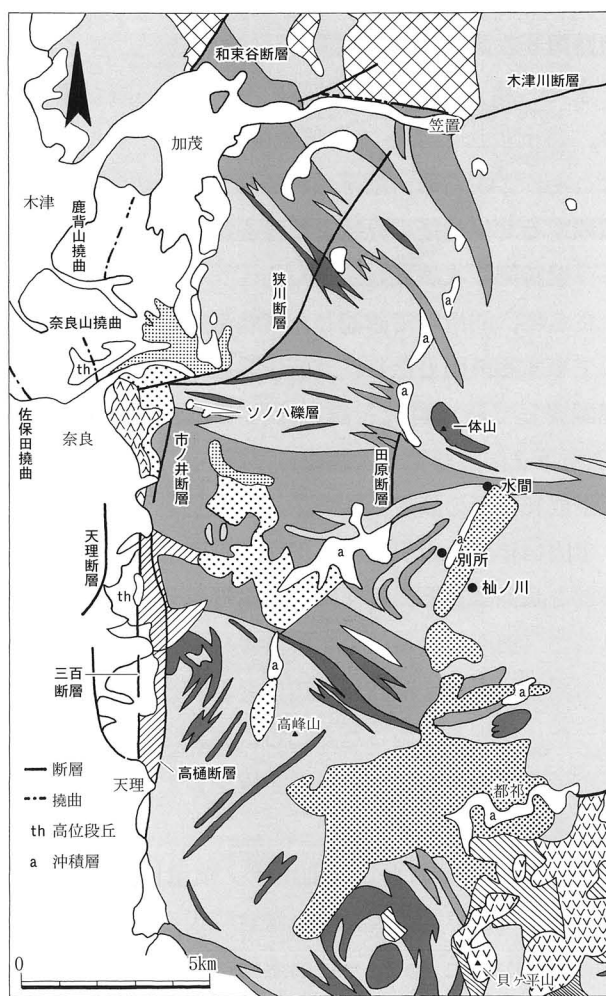 和束谷断層
木津川断層
笠置
加茂
木津
鹿背山撓曲
狭川断層
a
a
奈良山撓曲
th
ソノハ礫層
a
一体山
佐保田撓曲
奈良
市ノ井断層
田原断層
水間
天理断層
a
a
別所
杣ノ川
th
三百
断層
a
a
高峰山
断層
天理
高樋断層
都祁
撓曲
a
th 高位段丘
a 沖積層
0 5km
貝ヶ平山